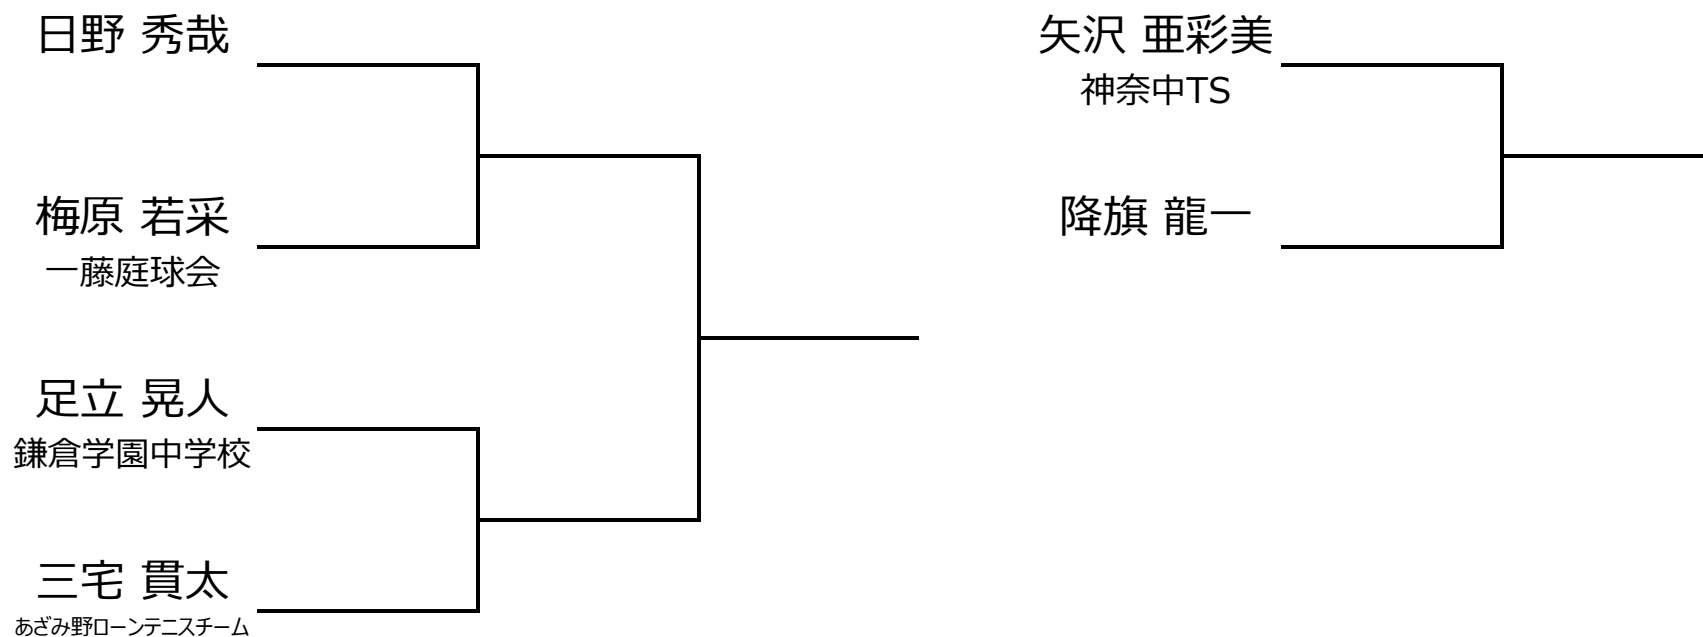 日野 秀哉
梅原 若采
一藤庭球会
足立 晃人
鎌倉学園中学校
三宅 貫太
あざみ野ローンテニスチーム
矢沢 亜彩美
神奈中TS
降旗 龍一